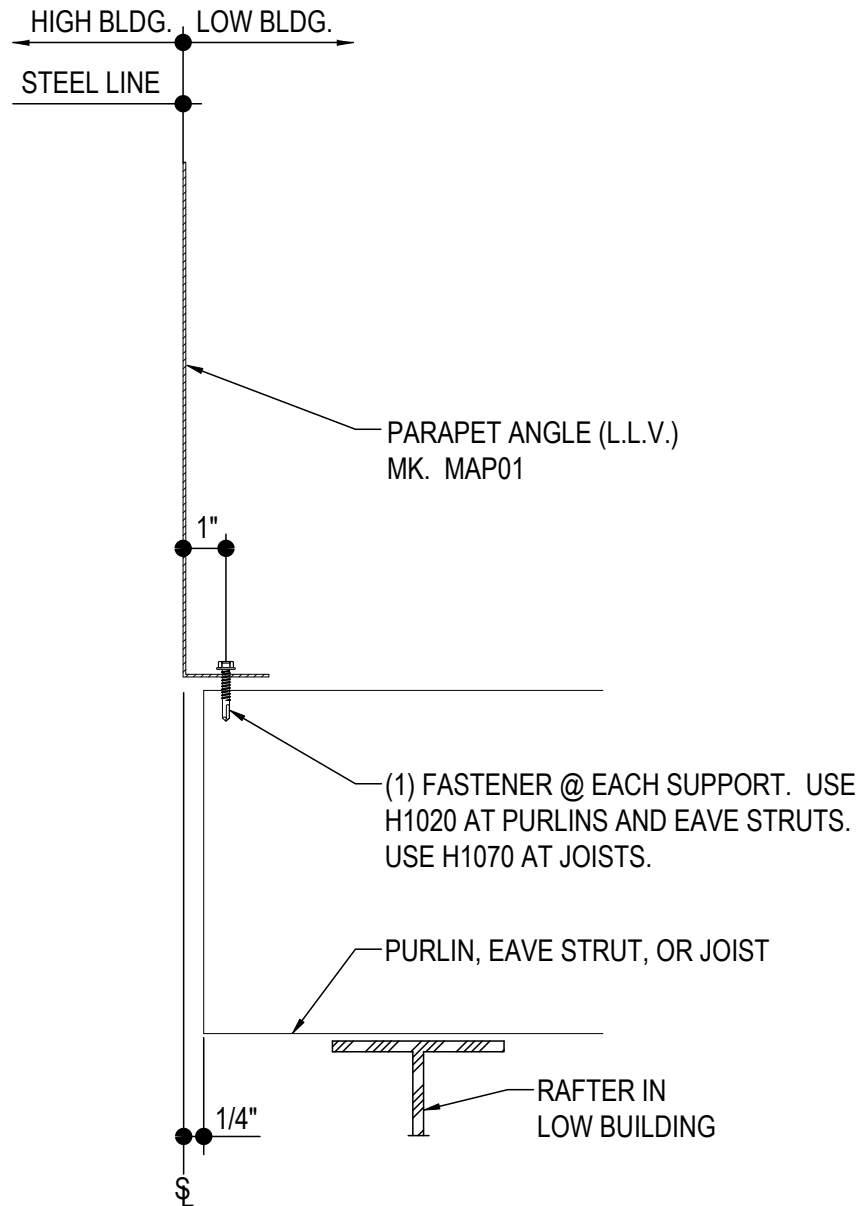 HIGH BLDG. LOW BLDG.
STEEL LINE
PARAPET ANGLE (L.L.V.)
MK. MAP01
1"
(1) FASTENER @ EACH SUPPORT. USE
H1020 AT PURLINS AND EAVE STRUTS.
USE H1070 AT JOISTS.
PURLIN, EAVE STRUT, OR JOIST
RAFTER IN
LOW BUILDING
1/4"
SL